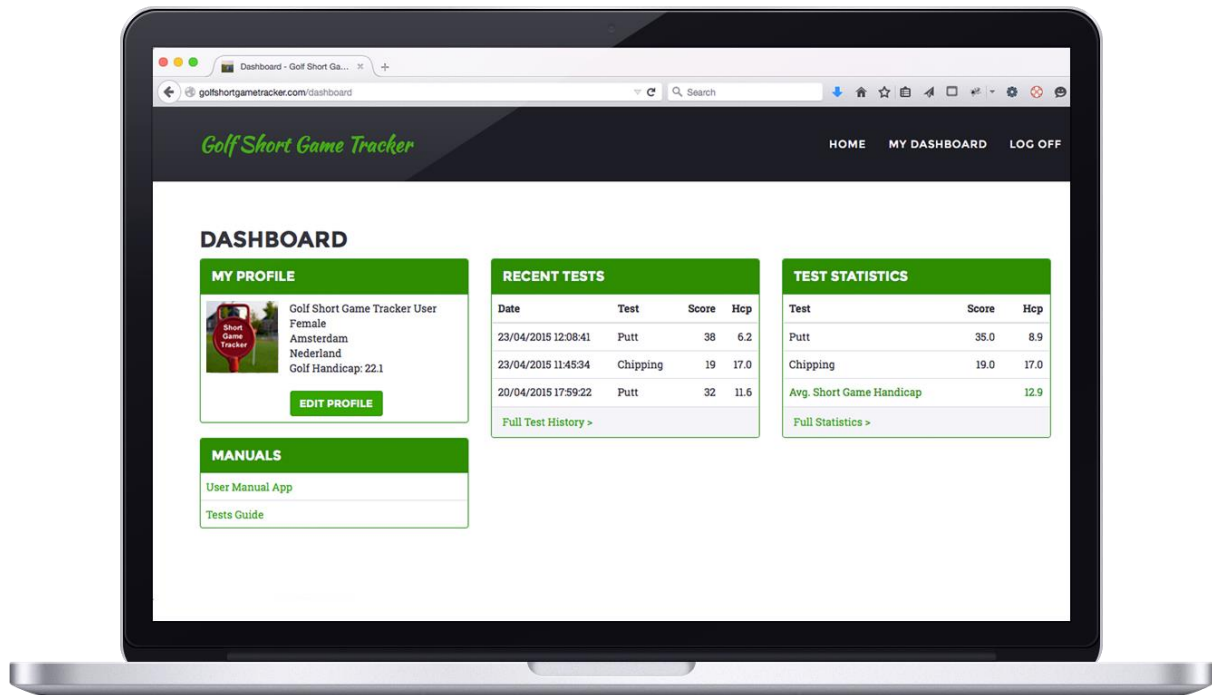 Dashboard - Golf Short Ga...
golfshortgametracker.com/dashboard
Search
Golf Short Game Tracker
HOME MY DASHBOARD LOG OFF
DASHBOARD
MY PROFILE
Short
Game
Tracker
Golf Short Game Tracker User
Female
Amsterdam
Nederland
Golf Handicap: 22.1
EDIT PROFILE
MANUALS
User Manual App
Tests Guide
RECENT TESTS
Date Test Score Hcp
23/04/2015 12:08:41 Putt 38 6.2
23/04/2015 11:45:34 Chipping 19 17.0
20/04/2015 17:59:22 Putt 32 11.6
Full Test History >
TEST STATISTICS
Test Score Hcp
Putt 35.0 8.9
Chipping 19.0 17.0
Avg. Short Game Handicap 12.9
Full Statistics >